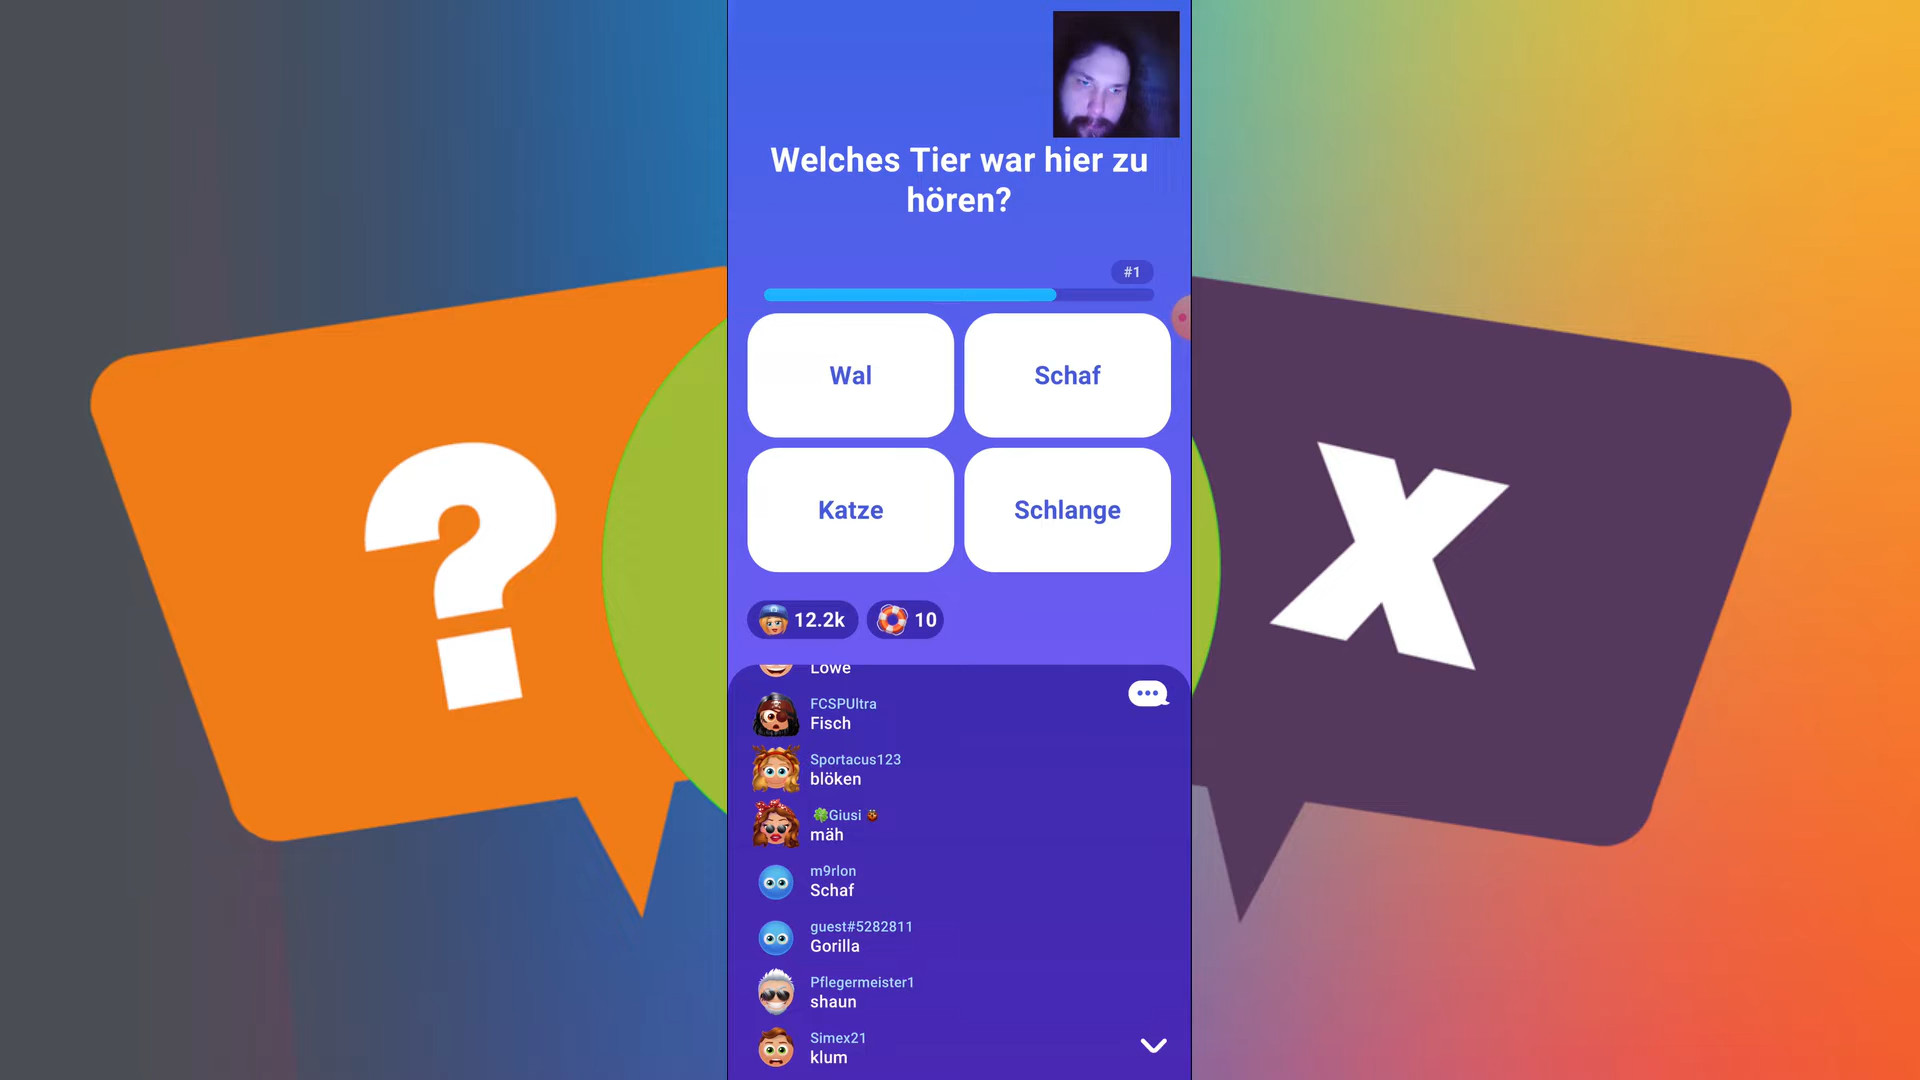 Welches Tier war hier zu
hören?
#1
Wal
Schaf
Katze
Schlange
12.2k
10
Löwe
FCSPUltra
Fisch
Sportacus123
blöken
🍀Giusi
mäh
m9rlon
Schaf
guest#5282811
Gorilla
Pflegermeister1
shaun
Simex21
klum
?
X